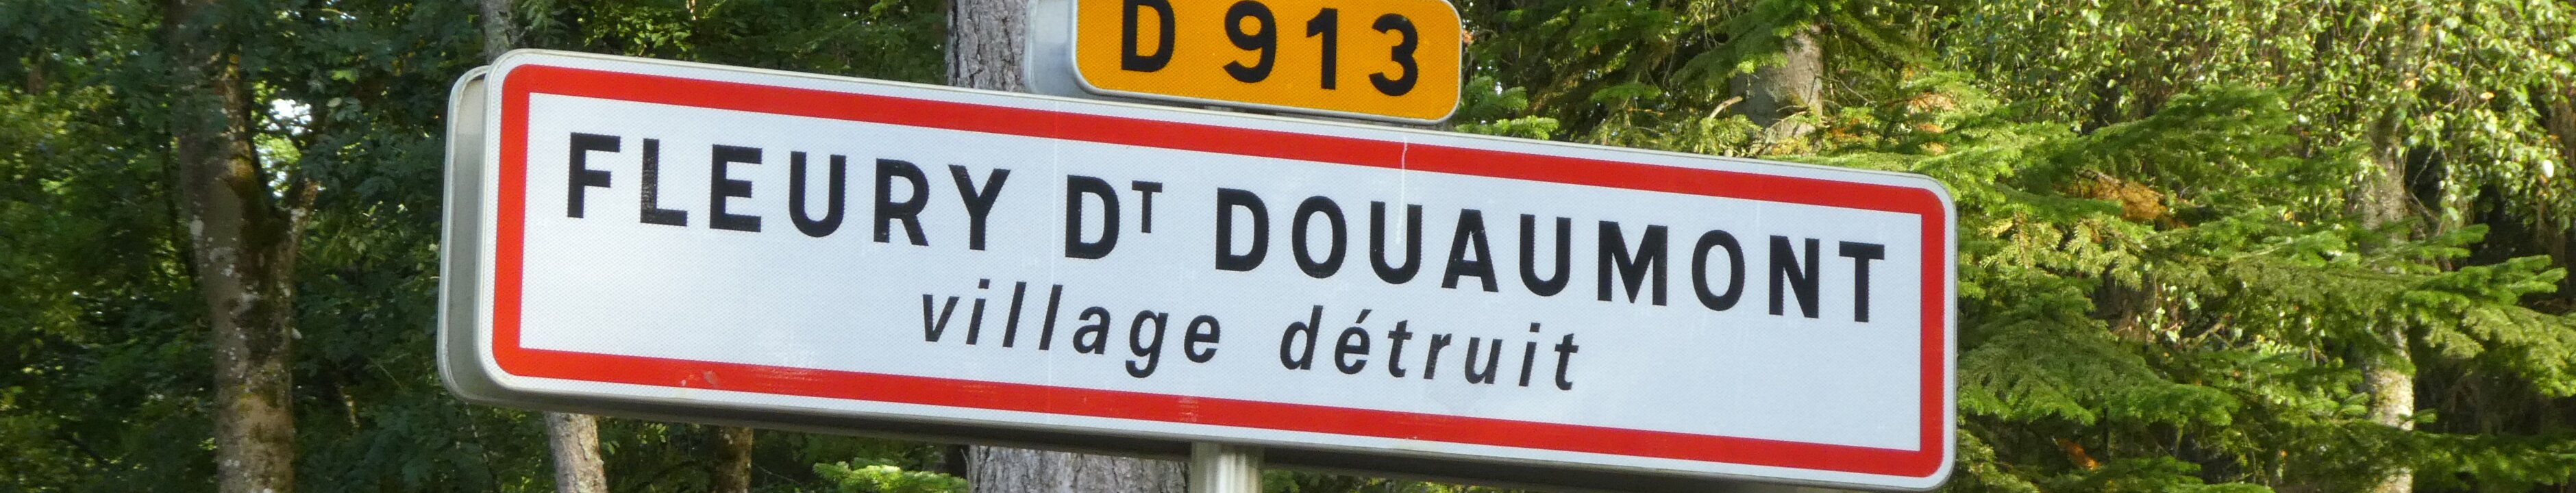 D 913
FLEURY DT DOUAUMONT
village détruit